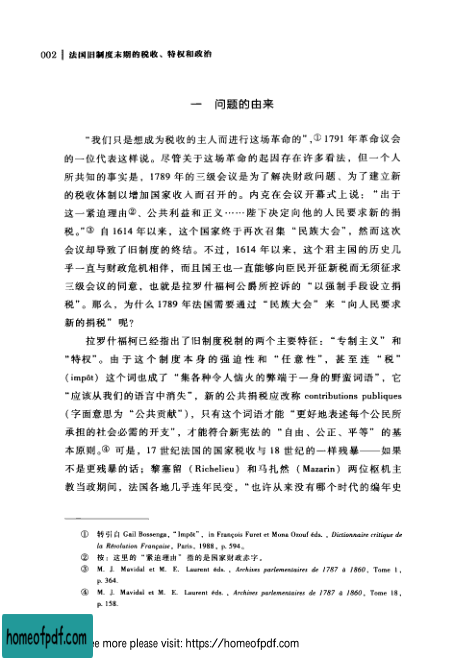 002 | 法国旧制度末期的税收、特权和政治
一 问题的由来
“我们只是想成为税收的主人而进行这场革命的”,① 1791 年革命议会
的一位代表这样说。尽管关于这场革命的起因存在许多看法，但一个人
所共知的事实是，1789 年的三级会议是为了解决财政问题、为了建立新
的税收体制以增加国家收入而召开的。内克在会议开幕式上说：“出于
这一紧迫理由②、公共利益和正义……陛下决定向他的人民要求新的捐
税。”③ 自 1614 年以来，这个国家终于再次召集“民族大会”，然而这次
会议却导致了旧制度的终结。不过，1614 年以来，这个君主国的历史几
乎一直与财政危机相伴，而且国王也一直能够向臣民开征新税而无须征求
三级会议的同意，也就是拉罗什福柯公爵所控诉的“以强制手段设立捐
税”。那么，为什么 1789 年法国需要通过“民族大会”来“向人民要求
新的捐税”呢?
拉罗什福柯已经指出了旧制度税制的两个主要特征：“专制主义”和
“特权”。由于这个制度本身的强迫性和“任意性”，甚至连“税”
(impôt) 这个词也成了“集各种令人恼火的弊端于一身的野蛮词语”，它
“应该从我们的语言中消失”，新的公共捐税应改称 contributions publiques
(字面意思为“公共贡献”)，只有这个词语才能“更好地表述每个公民所
承担的社会必需的开支”，才能符合新宪法的“自由、公正、平等”的基
本原则。④ 可是，17 世纪法国的国家税收与 18 世纪的一样残暴——如果
不是更残暴的话；黎塞留 (Richelieu) 和马扎然 (Mazarin) 两位枢机主
教当政期间，法国各地几乎连年民变，“也许从来没有哪个时代的编年史
① 转引自 Gail Bossenga, “Impôt”, in François Furet et Mona Ozouf éds., Dictionnaire critique de
la Révolution Française, Paris, 1988, p. 594。
② 按：这里的“紧迫理由”指的是国家财政赤字。
③ M. J. Mavidal et M. E. Laurent éds., Archives parlementaires de 1787 à 1860, Tome 1,
p. 364.
④ M. J. Mavidal et M. E. Laurent éds., Archives parlementaires de 1787 à 1860, Tome 18,
p. 158.
homeofpdf.com
ee more please visit: https://homeofpdf.com